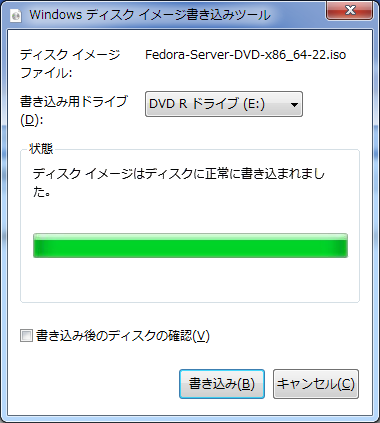 Windows ディスク イメージ書き込みツール
ディスク イメージ Fedora-Server-DVD-x86_64-22.iso
ファイル:
書き込み用ドライブ DVD R ドライブ (E:)
(D):
状態
ディスク イメージはディスクに正常に書き込まれまし
た。
書き込み後のディスクの確認(V)
書き込み(B) キャンセル(C)